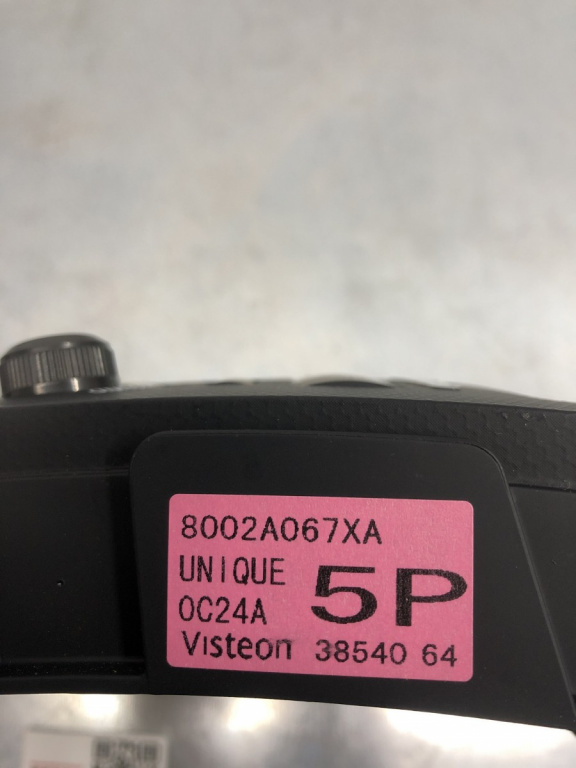 8002A067XA
UNIQUE
5P
0C24A
Visteon 38540 64